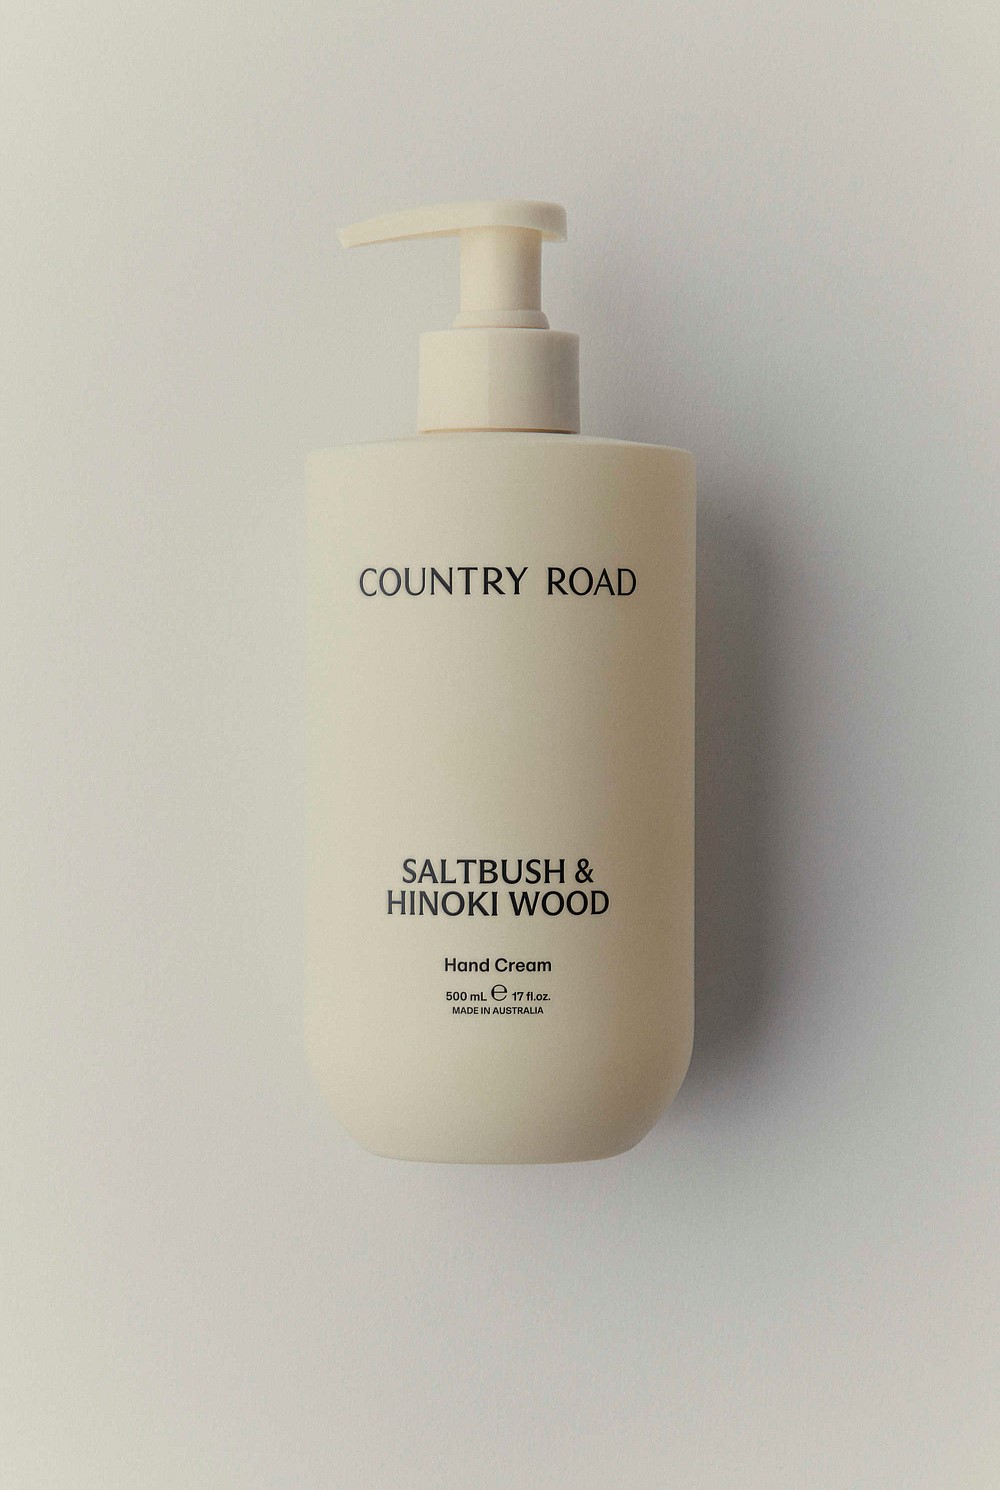 COUNTRY ROAD
SALTBUSH &
HINOKI WOOD
Hand Cream
500 mL ℮ 17 fl.oz.
MADE IN AUSTRALIA